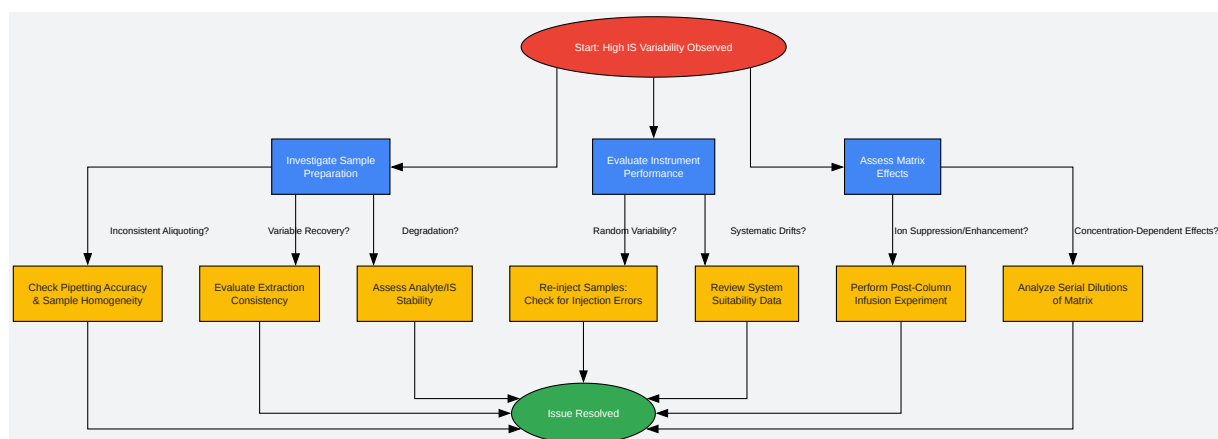 Start: High IS Variability Observed
Investigate Sample
Preparation
Evaluate Instrument
Performance
Assess Matrix
Effects
Inconsistent Aliquoting?
Variable Recovery?
Degradation?
Random Variability?
Systematic Drifts?
Ion Suppression/Enhancement?
Concentration-Dependent Effects?
Check Pipetting Accuracy
& Sample Homogeneity
Evaluate Extraction
Consistency
Assess Analyte/IS
Stability
Re-inject Samples:
Check for Injection Errors
Review System
Suitability Data
Perform Post-Column
Infusion Experiment
Analyze Serial Dilutions
of Matrix
Issue Resolved